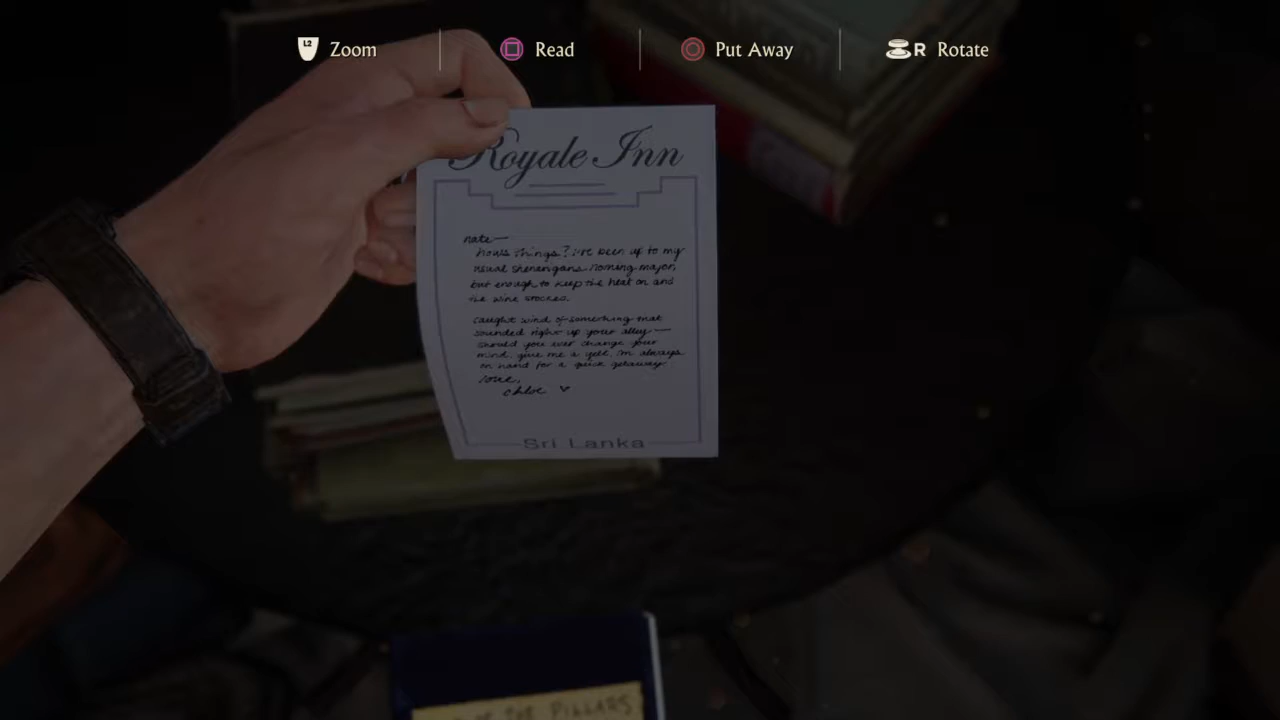 L2 Zoom
Read
Put Away
R Rotate
Royale Inn
nate—
how's things? i've been up to my
usual shenanigans. Nothing major,
but enough to keep the heat on and
the wine stocked.
caught wind of something that
sounded right up your alley—
should you ever change your
mind, give me a yell, i'm always
on hand for a quick getaway.
love,
chloe
Sri Lanka
OF THE PILLARS